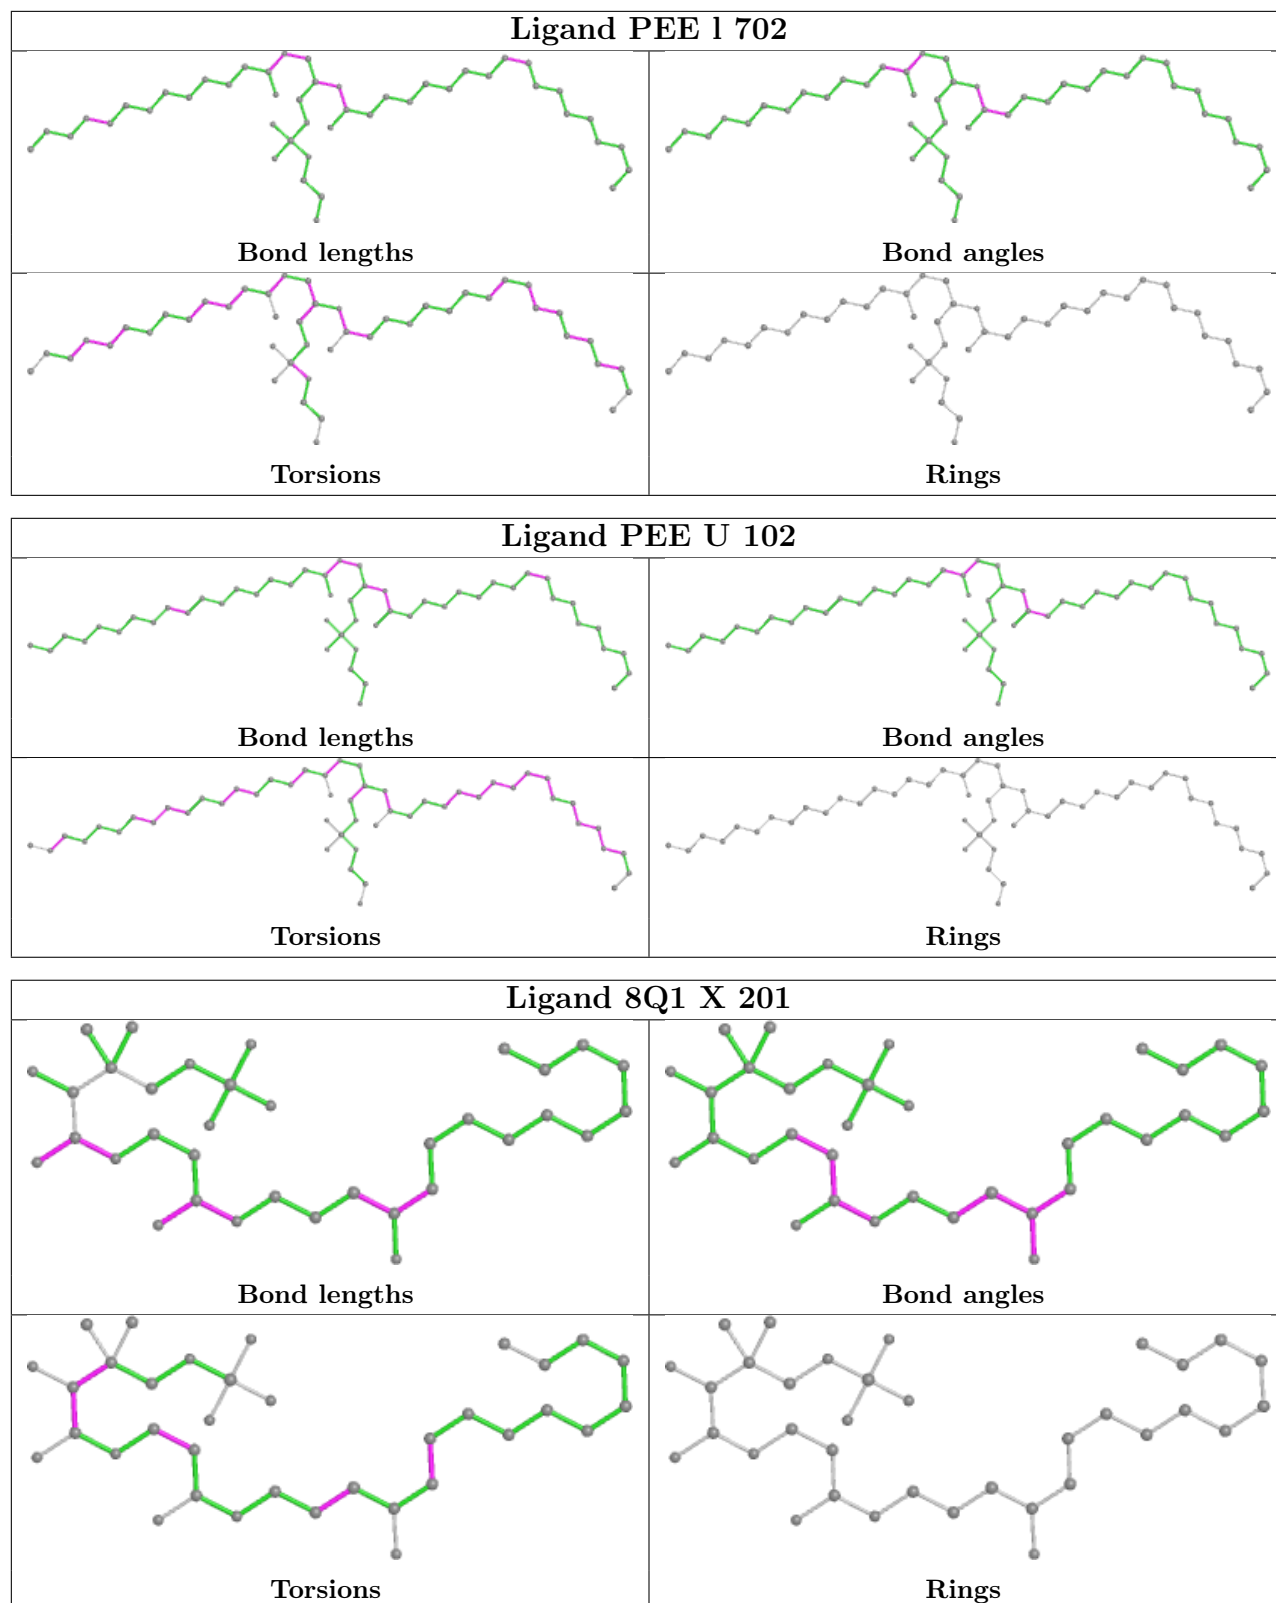 Ligand PEE l 702
Bond lengths
Bond angles
Torsions
Rings
Ligand PEE U 102
Bond lengths
Bond angles
Torsions
Rings
Ligand 8Q1 X 201
Bond lengths
Bond angles
Torsions
Rings